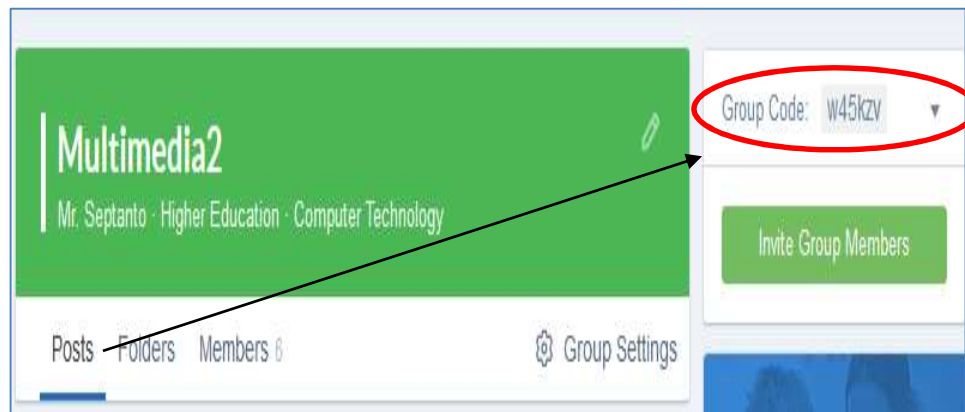 Multimedia2
Mr. Septanto · Higher Education · Computer Technology
Posts Folders Members 6
Group Settings
Group Code: w45kzv
Invite Group Members